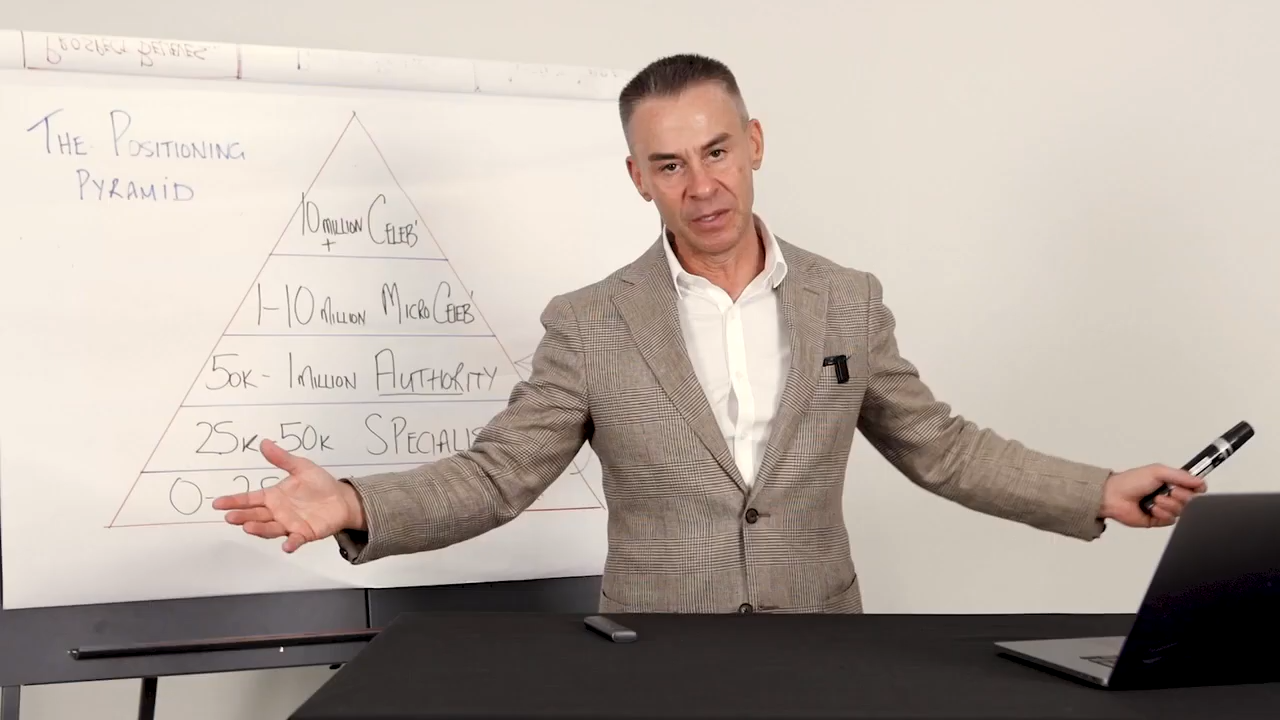 THE POSITIONING
PYRAMID
10 MILLION CELEB'
+
1-10 MILLION MICRO CELEB'
50K - 1 MILLION AUTHORITY
25K - 50K SPECIALIS
0-25